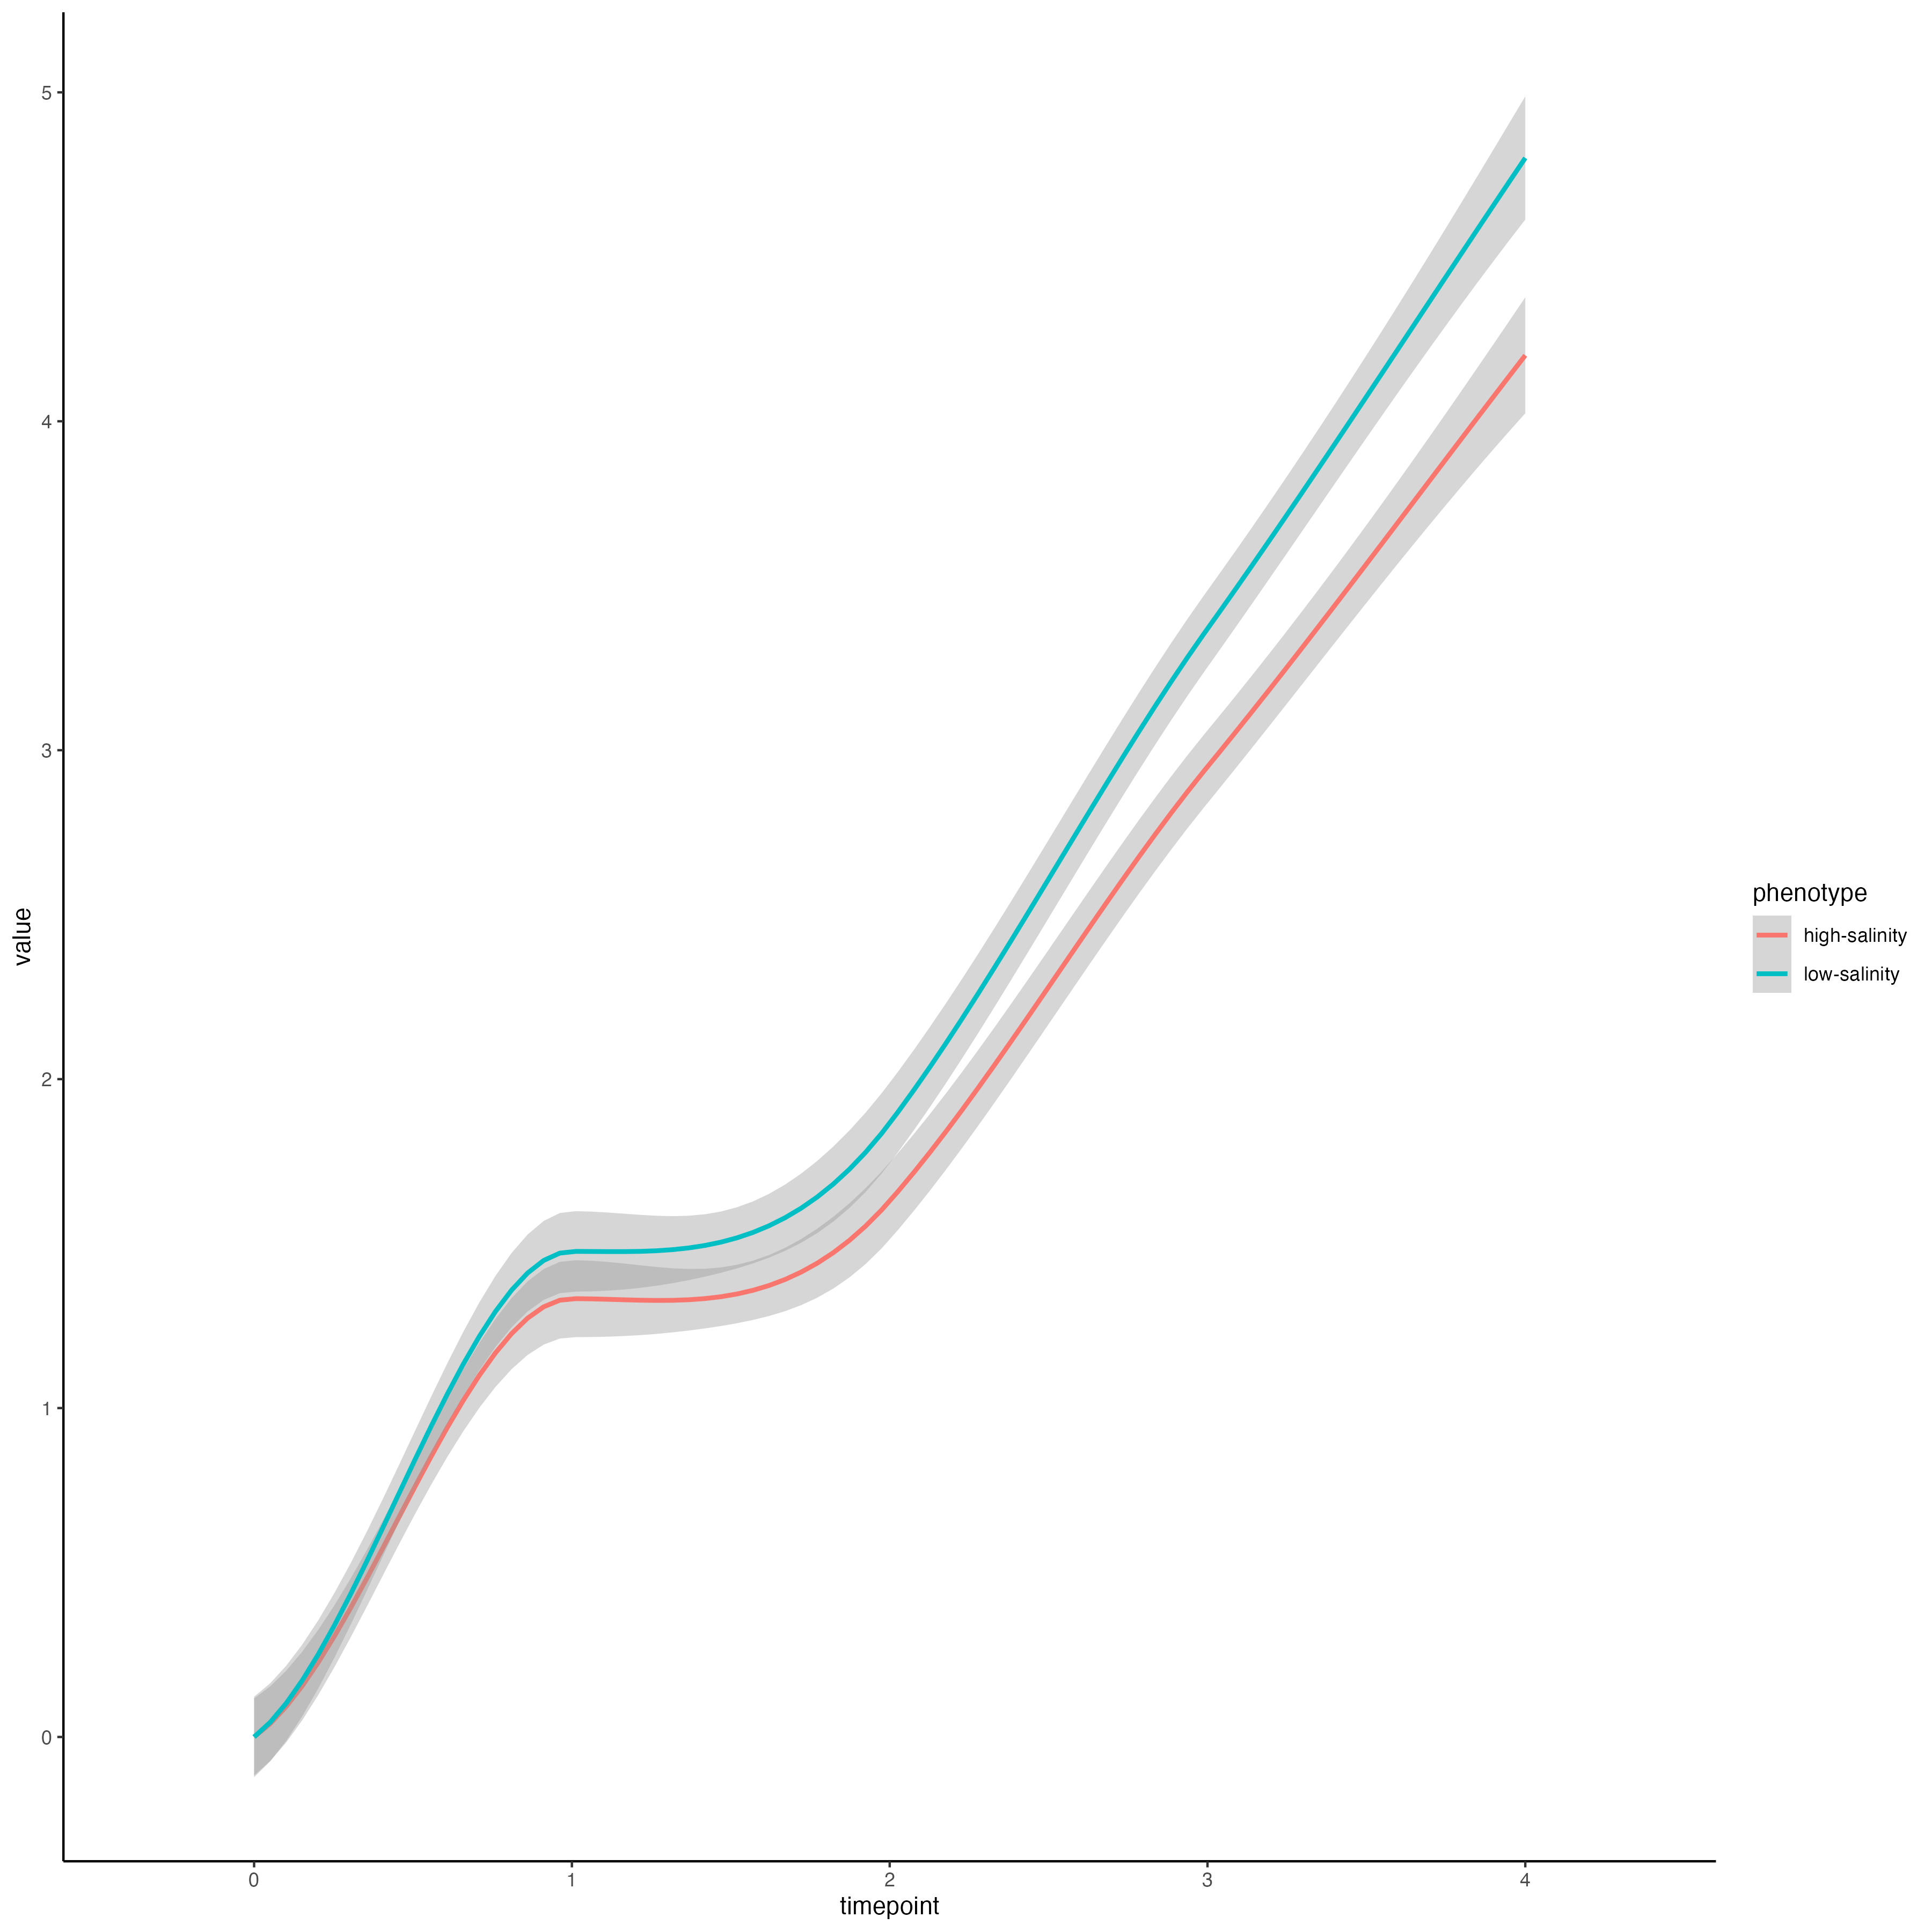 value
5
4
3
2
1
0
0 1 2 3 4
timepoint
phenotype
high-salinity
low-salinity